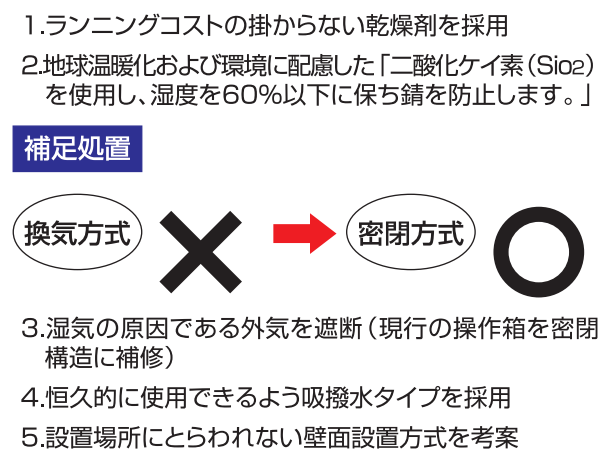 1.ランニングコストの掛からない乾燥剤を採用
2.地球温暖化および環境に配慮した「二酸化ケイ素(Sio2)
を使用し、湿度を60%以下に保ち錆を防止します。」
補足処置
換気方式 × → 密閉方式 ○
3.湿気の原因である外気を遮断(現行の操作箱を密閉
構造に補修)
4.恒久的に使用できるよう吸撥水タイプを採用
5.設置場所にとらわれない壁面設置方式を考案